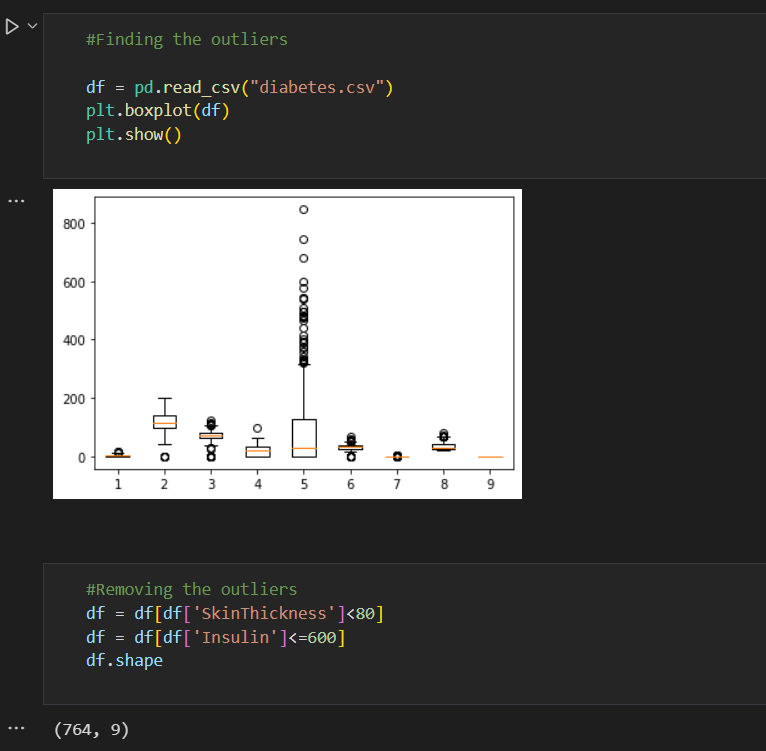 #Finding the outliers
df = pd.read_csv("diabetes.csv")
plt.boxplot(df)
plt.show()
...
800
600
400
200
0
1 2 3 4 5 6 7 8 9
#Removing the outliers
df = df[df['SkinThickness']<80]
df = df[df['Insulin']<=600]
df.shape
...
(764, 9)